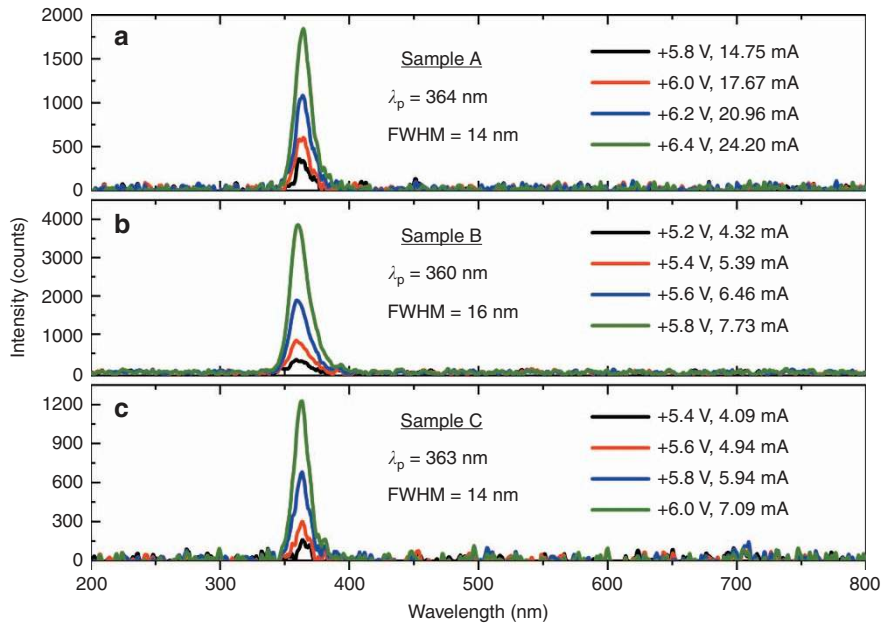 a
Sample A
λp = 364 nm
FWHM = 14 nm
+5.8 V, 14.75 mA
+6.0 V, 17.67 mA
+6.2 V, 20.96 mA
+6.4 V, 24.20 mA
2000
1500
1000
500
0
b
Sample B
λp = 360 nm
FWHM = 16 nm
+5.2 V, 4.32 mA
+5.4 V, 5.39 mA
+5.6 V, 6.46 mA
+5.8 V, 7.73 mA
4000
3000
2000
1000
0
Intensity (counts)
c
Sample C
λp = 363 nm
FWHM = 14 nm
+5.4 V, 4.09 mA
+5.6 V, 4.94 mA
+5.8 V, 5.94 mA
+6.0 V, 7.09 mA
1200
900
600
300
0
200 300 400 500 600 700 800
Wavelength (nm)